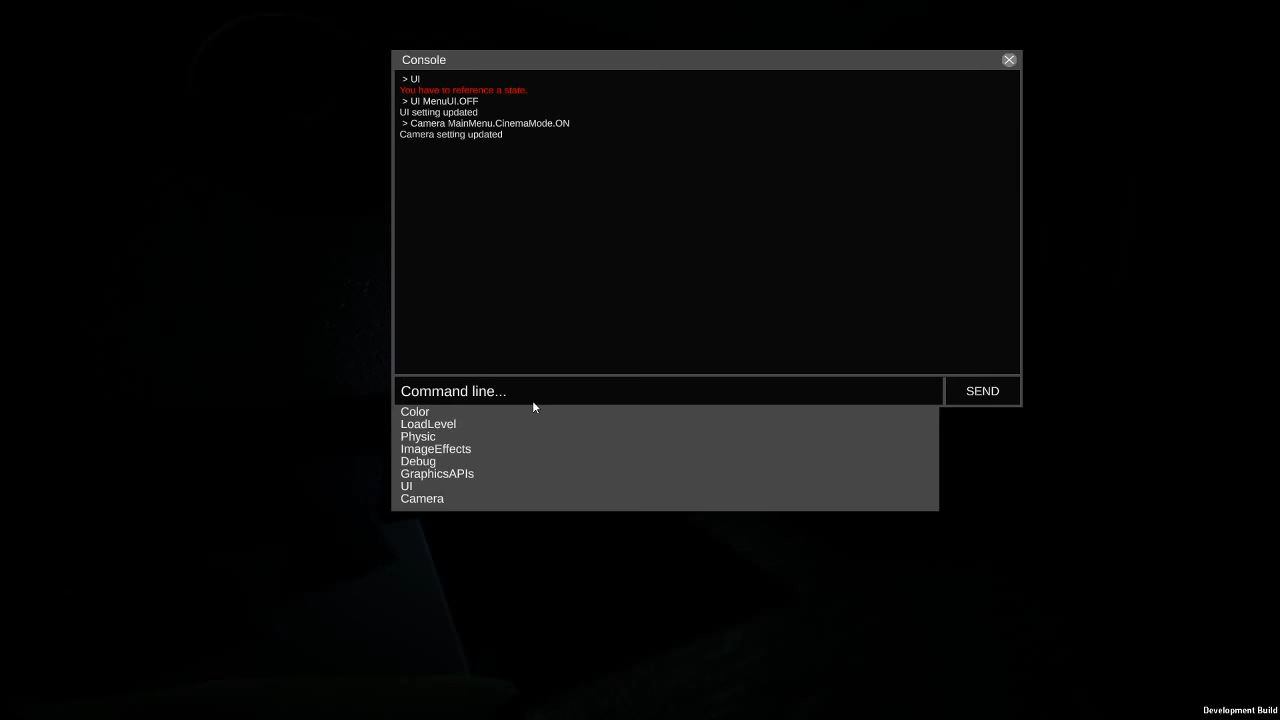 Console
> UI
You have to reference a state.
> UI MenuUI.OFF
UI setting updated
> Camera MainMenu.CinemaMode.ON
Camera setting updated
Command line...
SEND
Color
LoadLevel
Physic
ImageEffects
Debug
GraphicsAPIs
UI
Camera
Development Build